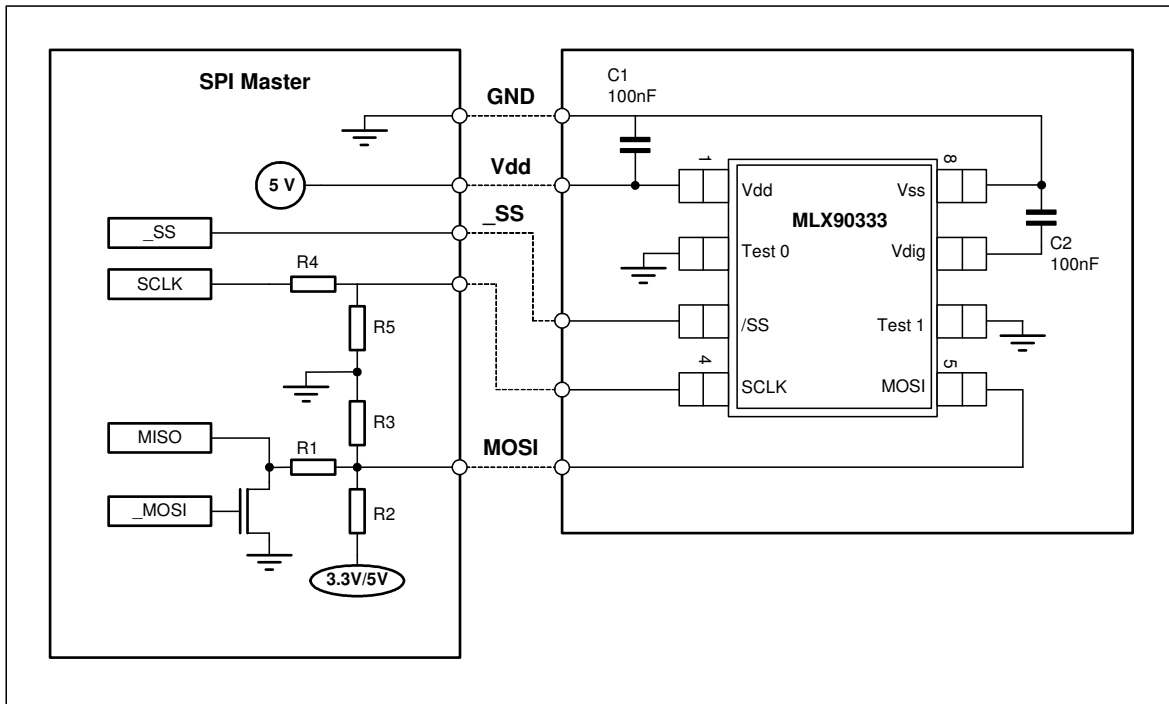 SPI Master
GND
Vdd
_SS
MOSI
5 V
_SS
SCLK
MISO
_MOSI
R4
R5
R3
R1
R2
3.3V/5V
C1
100nF
1
8
Vdd
Vss
MLX90333
Test 0
Vdig
C2
100nF
/SS
Test 1
4
5
SCLK
MOSI